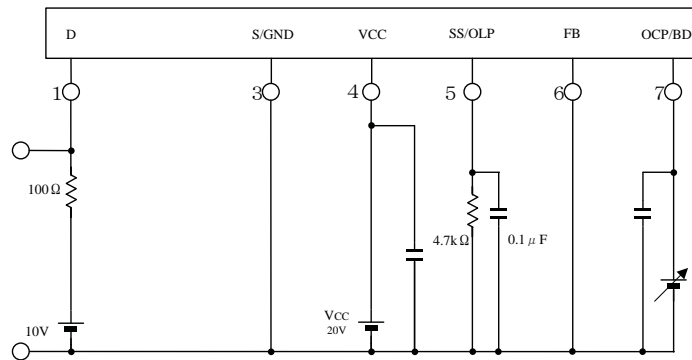 D S/GND VCC SS/OLP FB OCP/BD
1 3 4 5 6 7
100Ω
4.7kΩ 0.1μF
10V
VCC
20V